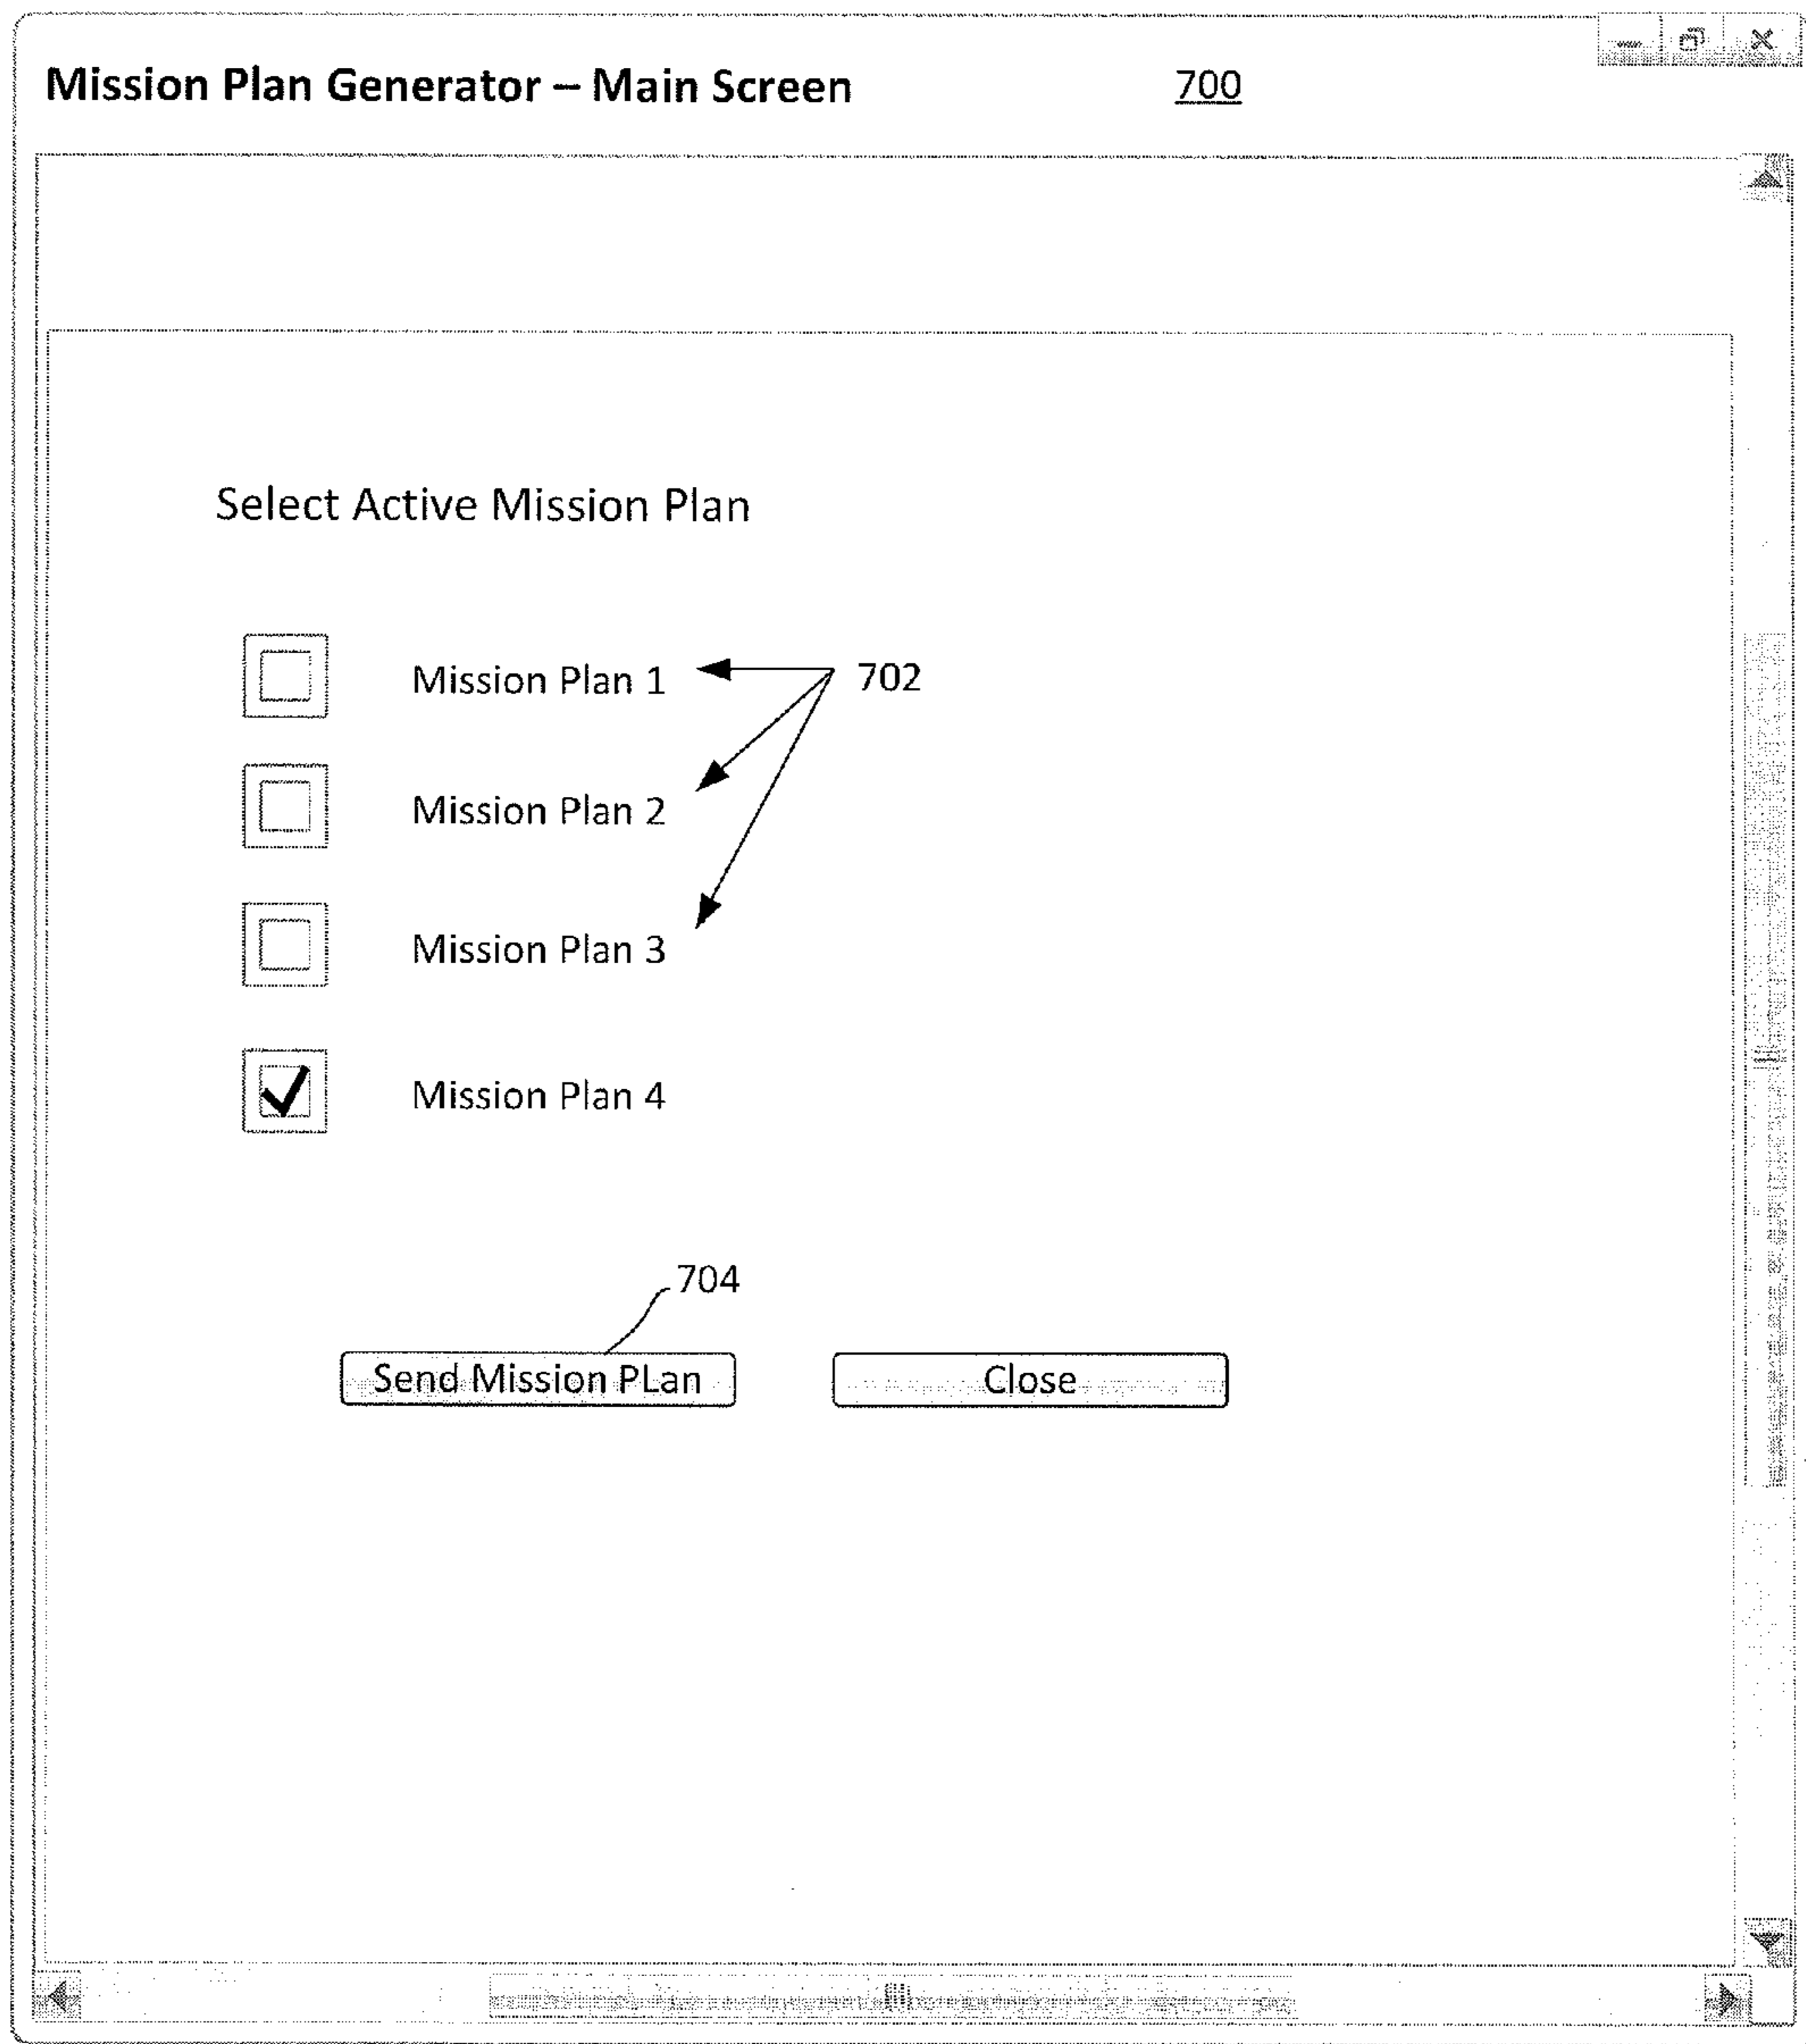 Mission Plan Generator – Main Screen 700
Select Active Mission Plan
Mission Plan 1 702
Mission Plan 2
Mission Plan 3
Mission Plan 4
704
Send Mission PLan Close